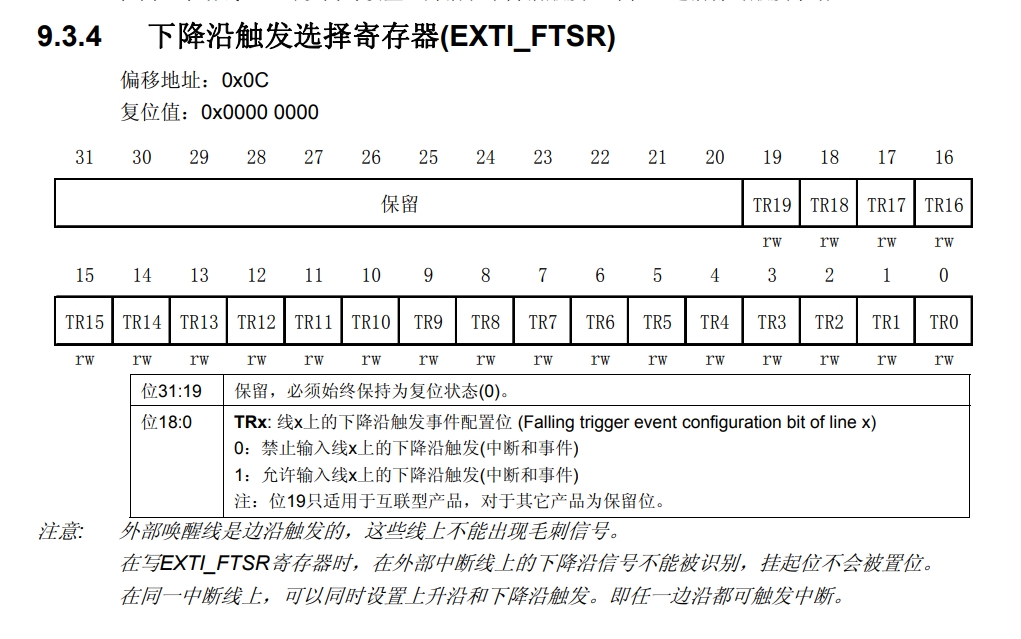 9.3.4 下降沿触发选择寄存器(EXTI_FTSR)
偏移地址：0x0C
复位值：0x0000 0000
31 30 29 28 27 26 25 24 23 22 21 20 19 18 17 16
保留 TR19 TR18 TR17 TR16
rw rw rw rw
15 14 13 12 11 10 9 8 7 6 5 4 3 2 1 0
TR15 TR14 TR13 TR12 TR11 TR10 TR9 TR8 TR7 TR6 TR5 TR4 TR3 TR2 TR1 TR0
rw rw rw rw rw rw rw rw rw rw rw rw rw rw rw rw
位31:19 保留，必须始终保持为复位状态(0)。
位18:0 TRx: 线x上的下降沿触发事件配置位 (Falling trigger event configuration bit of line x)
0：禁止输入线x上的下降沿触发(中断和事件)
1：允许输入线x上的下降沿触发(中断和事件)
注：位19只适用于互联型产品，对于其它产品为保留位。
注意: 外部唤醒线是边沿触发的，这些线上不能出现毛刺信号。
在写EXTI_FTSR寄存器时，在外部中断线上的下降沿信号不能被识别，挂起位不会被置位。
在同一中断线上，可以同时设置上升沿和下降沿触发。即任一边沿都可触发中断。